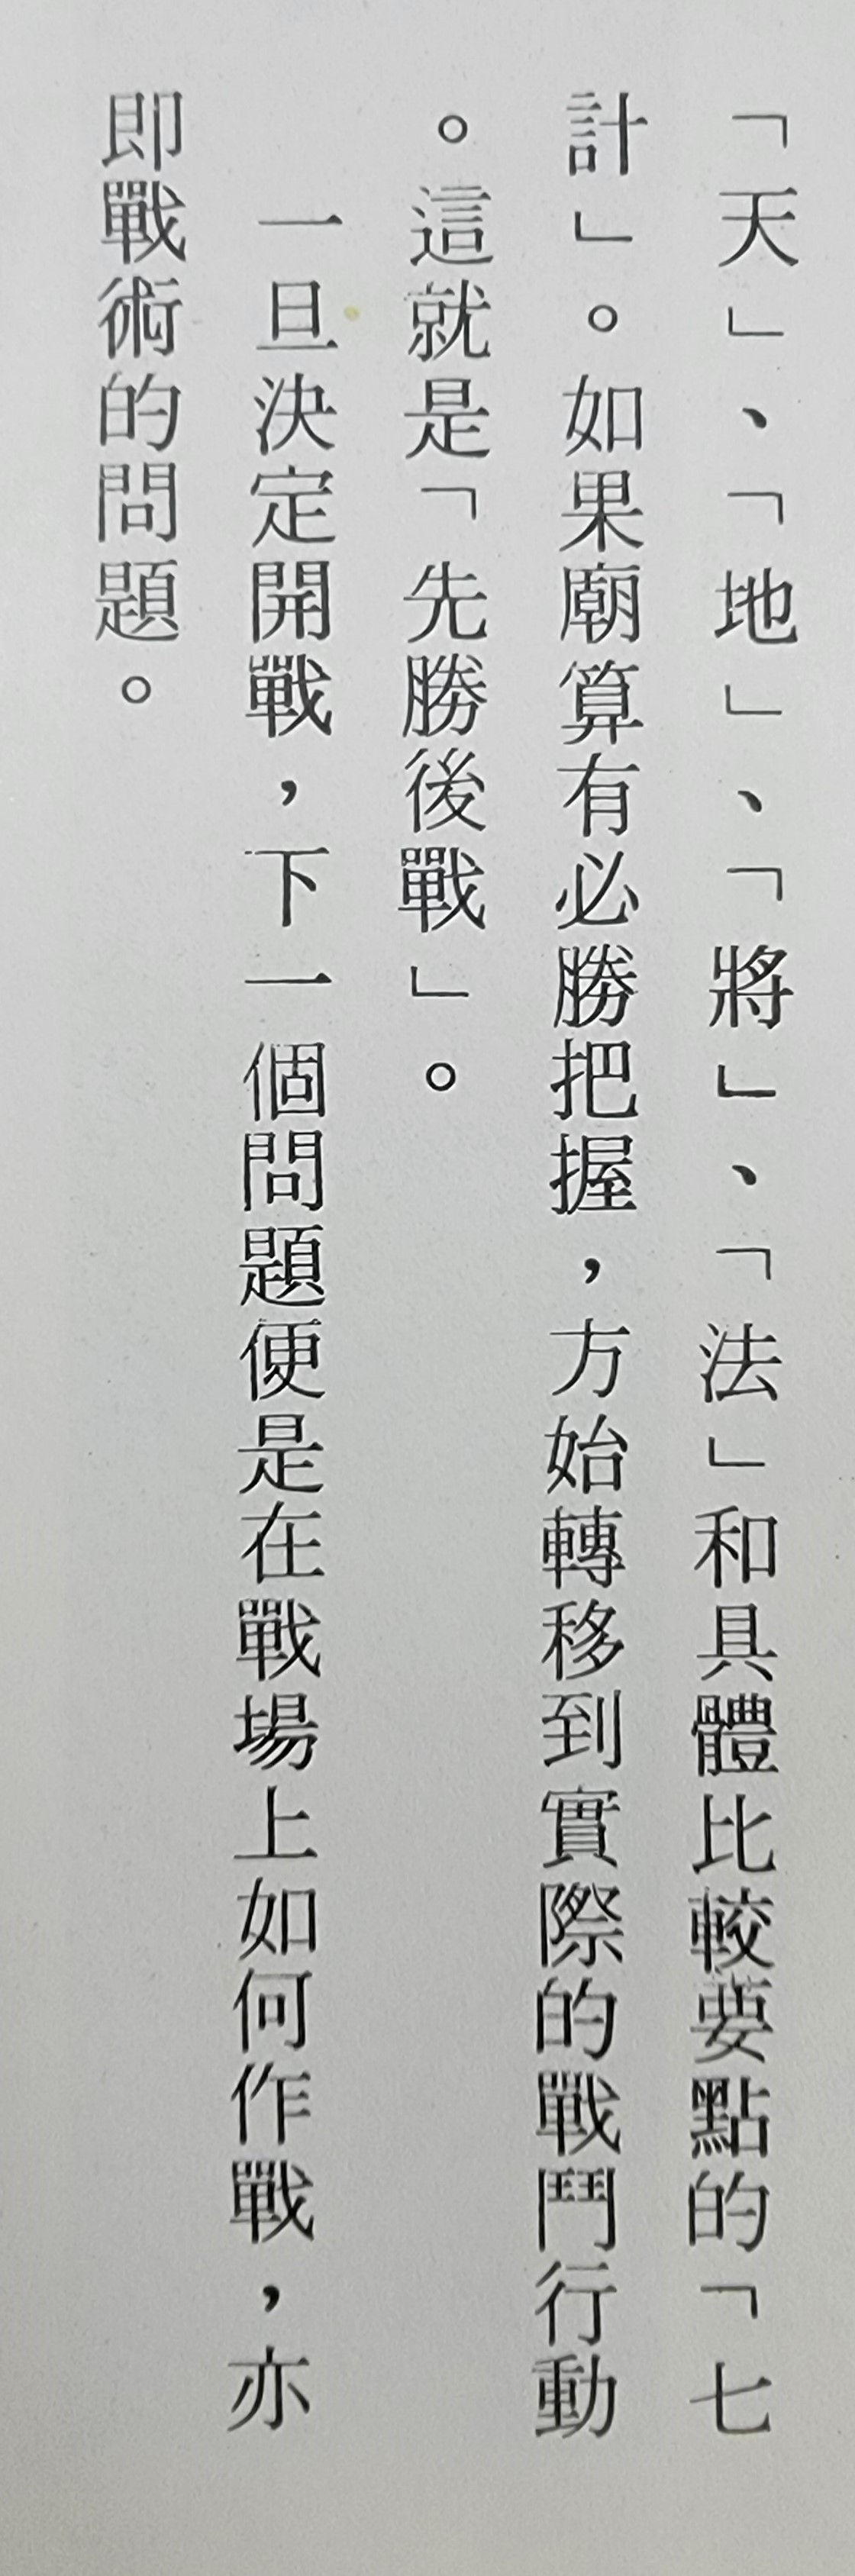 「天」、「地」、「將」、「法」和具體比較要點的「七
計」。如果廟算有必勝把握，方始轉移到實際的戰鬥行動
。這就是「先勝後戰」。
一旦決定開戰，下一個問題便是在戰場上如何作戰，亦
即戰術的問題。